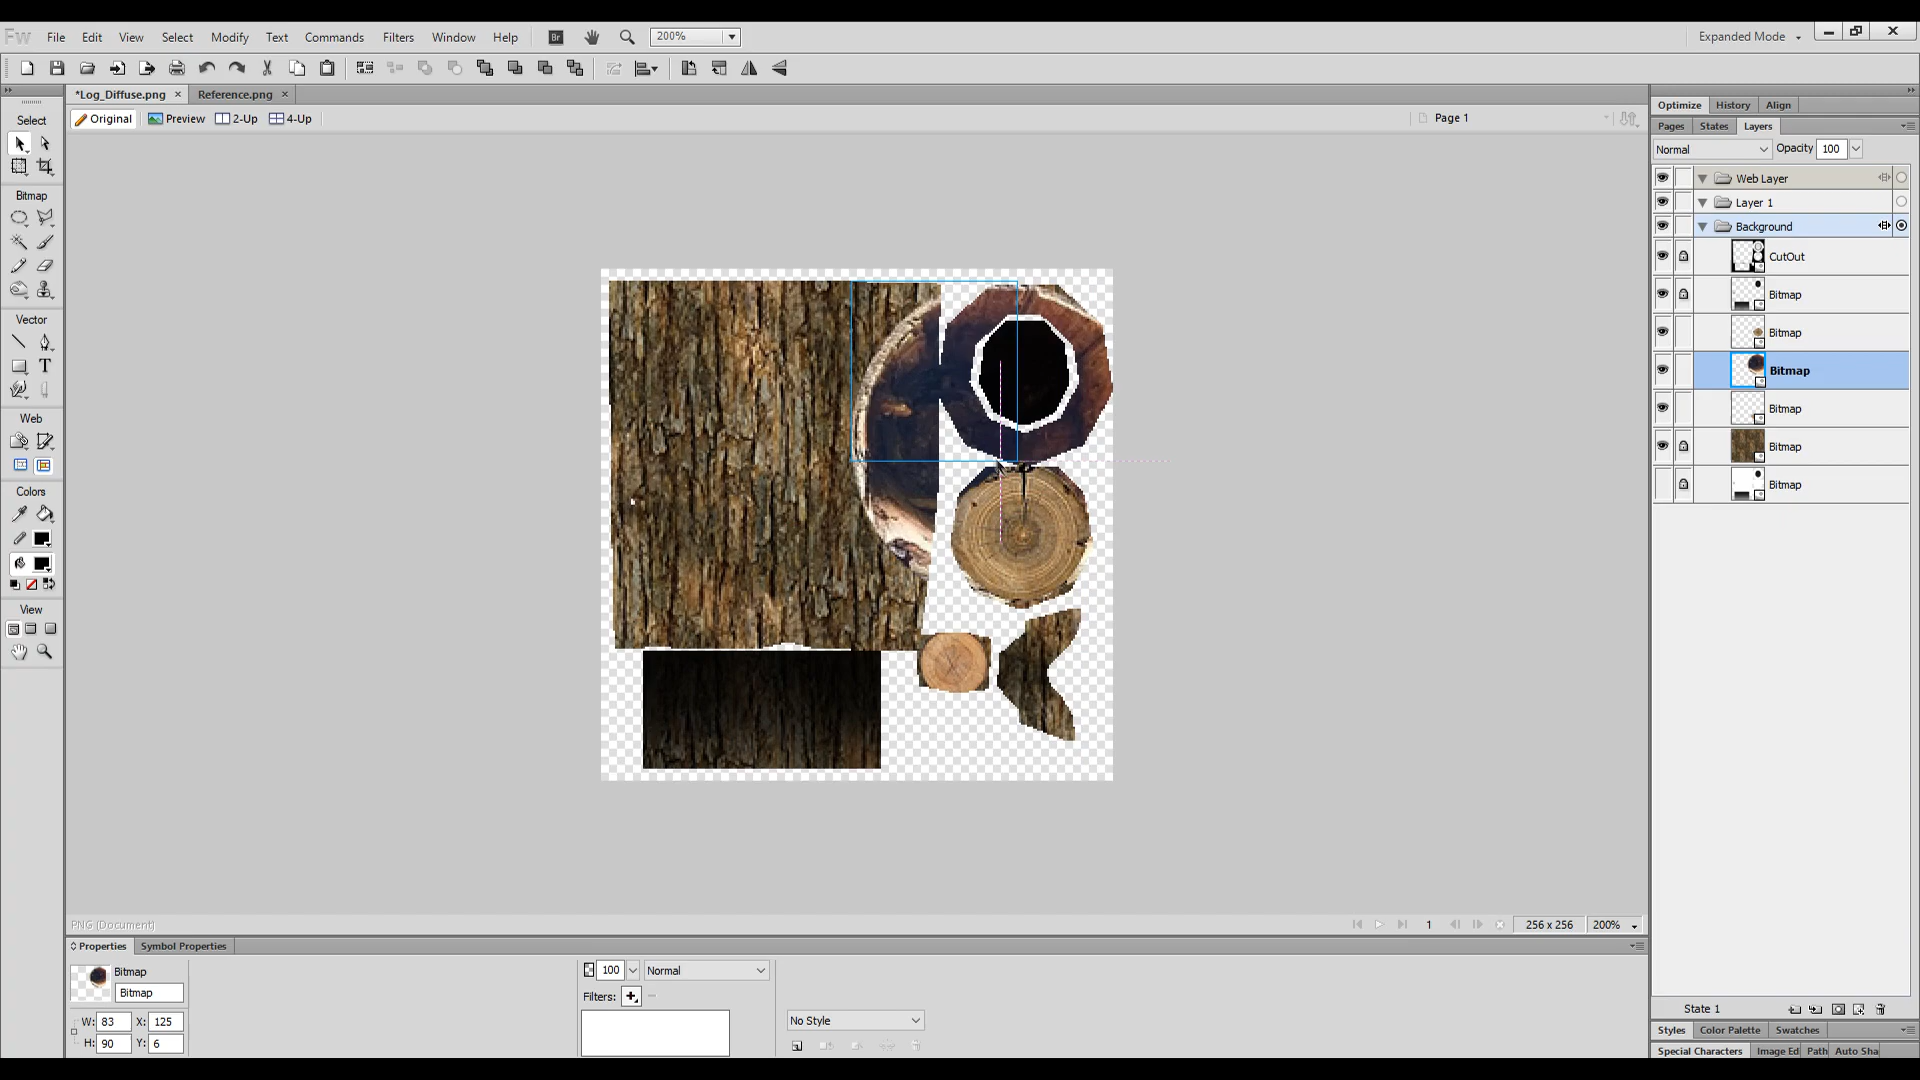 Fw File Edit View Select Modify Text Commands Filters Window Help Br 200% Expanded Mode
*Log_Diffuse.png × Reference.png ×
Original Preview 2-Up 4-Up Page 1
Select
Bitmap
Vector
T
Web
Colors
View
Optimize History Align
Pages States Layers
Normal Opacity 100
Web Layer
Layer 1
Background
CutOut
Bitmap
Bitmap
Bitmap
Bitmap
Bitmap
Bitmap
State 1
Styles Color Palette Swatches
Special Characters Image Ed Path Auto Sha
PNG (Document) 1 256 x 256 200%
Properties Symbol Properties
Bitmap
Bitmap
W: 83 X: 125
H: 90 Y: 6
100 Normal
Filters:
No Style